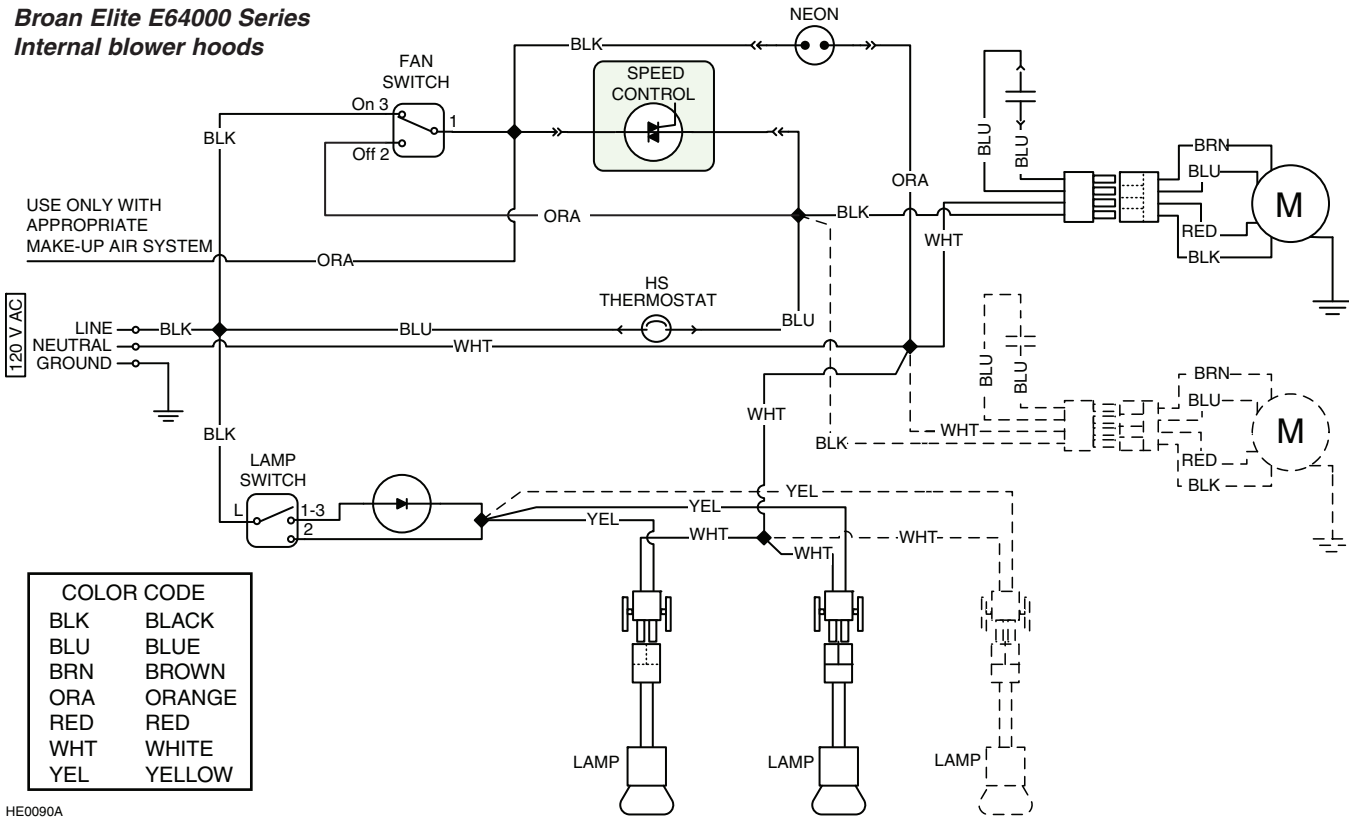 Broan Elite E64000 Series
Internal blower hoods
NEON
BLK
FAN
SWITCH
SPEED
CONTROL
On 3
1
Off 2
BLK
BLU
BLU
BRN
BLU
RED
BLK
M
ORA
ORA
BLK
WHT
USE ONLY WITH
APPROPRIATE
MAKE-UP AIR SYSTEM
ORA
HS
THERMOSTAT
120 V AC
LINE
BLK
BLU
BLU
NEUTRAL
WHT
GROUND
BLU
BLU
BRN
BLU
RED
BLK
M
WHT
WHT
BLK
BLK
LAMP
SWITCH
L
1-3
2
YEL
YEL
YEL
WHT
WHT
WHT
COLOR CODE
BLK BLACK
BLU BLUE
BRN BROWN
ORA ORANGE
RED RED
WHT WHITE
YEL YELLOW
LAMP
LAMP
LAMP
HE0090A